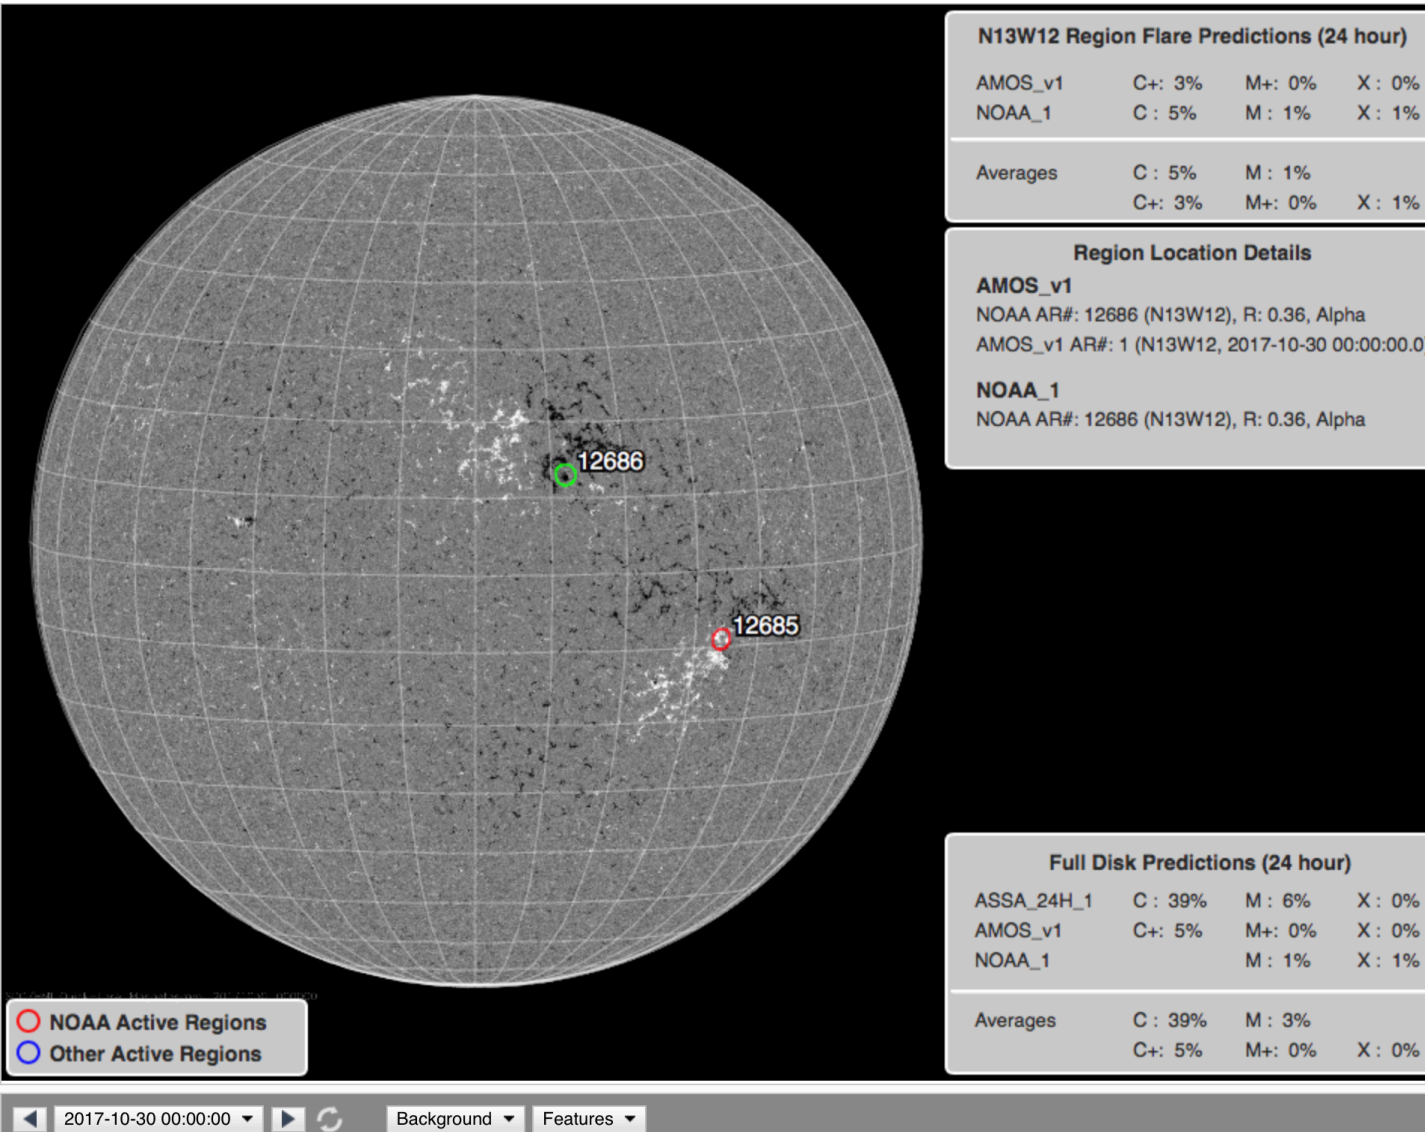 N13W12 Region Flare Predictions (24 hour)
AMOS_v1 C+: 3% M+: 0% X : 0%
NOAA_1 C : 5% M : 1% X : 1%
Averages C : 5% M : 1%
C+: 3% M+: 0% X : 1%
Region Location Details
AMOS_v1
NOAA AR#: 12686 (N13W12), R: 0.36, Alpha
AMOS_v1 AR#: 1 (N13W12, 2017-10-30 00:00:00.0
NOAA_1
NOAA AR#: 12686 (N13W12), R: 0.36, Alpha
12686
12685
Full Disk Predictions (24 hour)
ASSA_24H_1 C : 39% M : 6% X : 0%
AMOS_v1 C+: 5% M+: 0% X : 0%
NOAA_1 M : 1% X : 1%
Averages C : 39% M : 3%
C+: 5% M+: 0% X : 0%
NOAA Active Regions
Other Active Regions
2017-10-30 00:00:00 Background Features